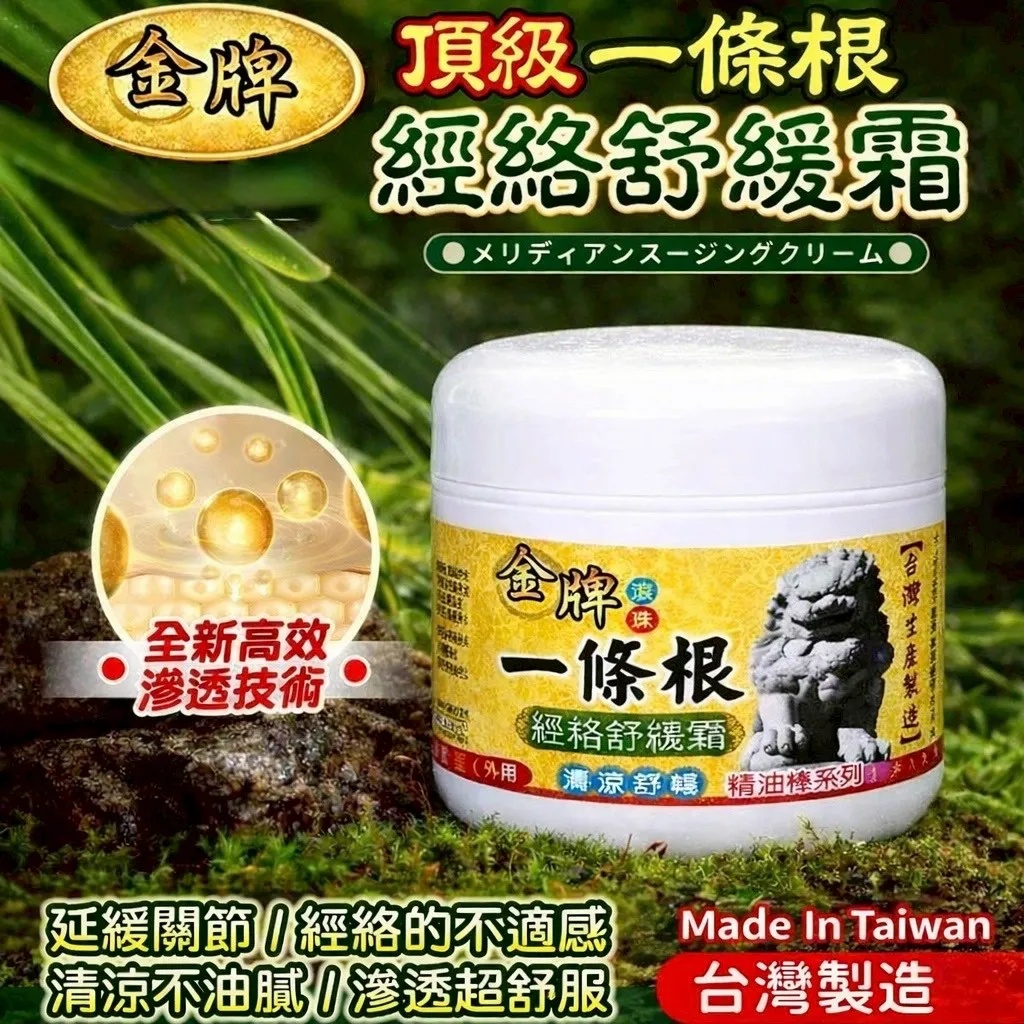 金牌
頂級一條根
經絡舒緩霜
メリディアンスージングクリーム
全新高效
滲透技術
金牌
滾珠
一條根
經絡舒緩霜
【台灣生產製造】
(外用
清涼舒暢
精油棒系列
延緩關節/經絡的不適感
清涼不油膩/滲透超舒服
Made In Taiwan
台灣製造